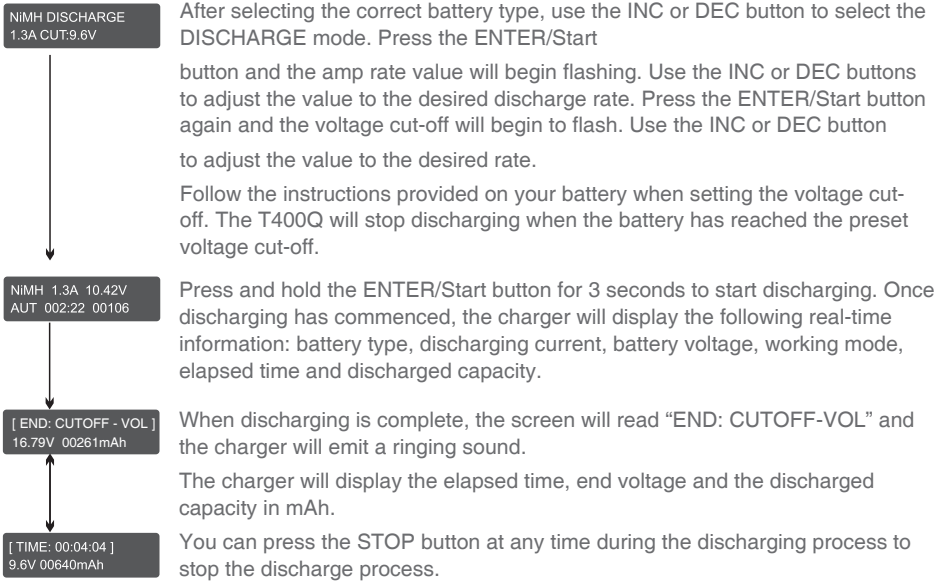 NiMH DISCHARGE
1.3A CUT:9.6V
After selecting the correct battery type, use the INC or DEC button to select the
DISCHARGE mode. Press the ENTER/Start
button and the amp rate value will begin flashing. Use the INC or DEC buttons
to adjust the value to the desired discharge rate. Press the ENTER/Start button
again and the voltage cut-off will begin to flash. Use the INC or DEC button
to adjust the value to the desired rate.
Follow the instructions provided on your battery when setting the voltage cut-
off. The T400Q will stop discharging when the battery has reached the preset
voltage cut-off.
NiMH 1.3A 10.42V
AUT 002:22 00106
Press and hold the ENTER/Start button for 3 seconds to start discharging. Once
discharging has commenced, the charger will display the following real-time
information: battery type, discharging current, battery voltage, working mode,
elapsed time and discharged capacity.
[ END: CUTOFF - VOL ]
16.79V 00261mAh
When discharging is complete, the screen will read “END: CUTOFF-VOL” and
the charger will emit a ringing sound.
The charger will display the elapsed time, end voltage and the discharged
capacity in mAh.
[ TIME: 00:04:04 ]
9.6V 00640mAh
You can press the STOP button at any time during the discharging process to
stop the discharge process.